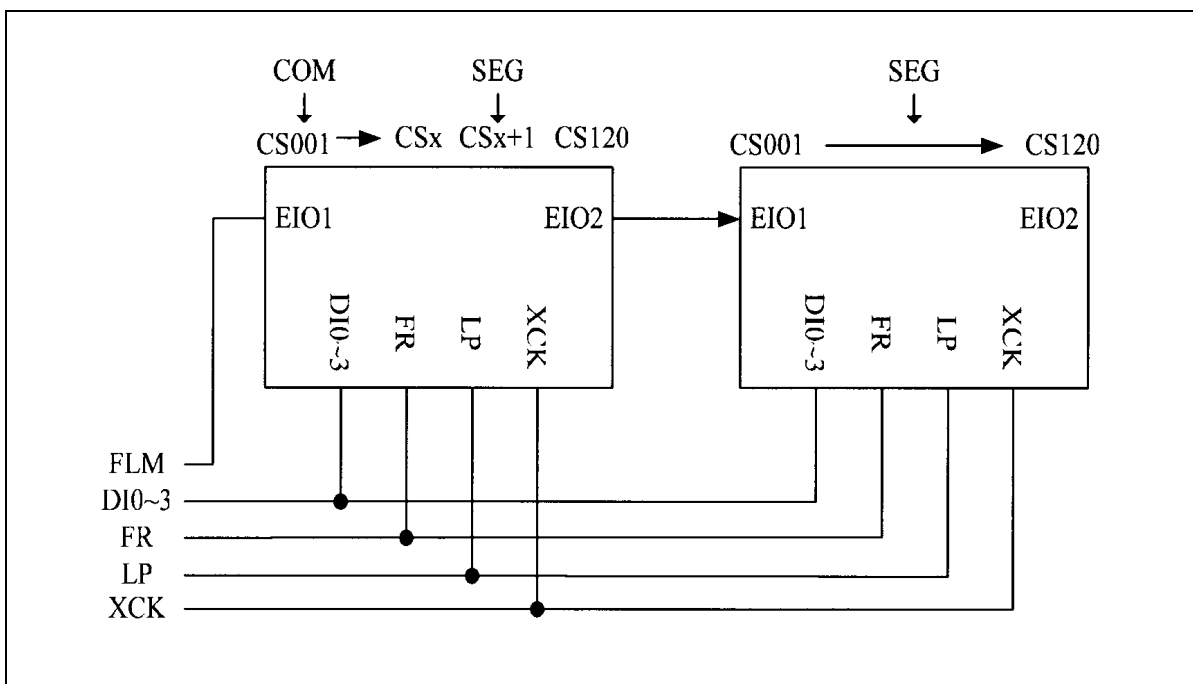 COM SEG SEG
CS001 CSx CSx+1 CS120 CS001 CS120
EIO1 EIO2 EIO1 EIO2
DI0~3 FR LP XCK DI0~3 FR LP XCK
FLM
DI0~3
FR
LP
XCK